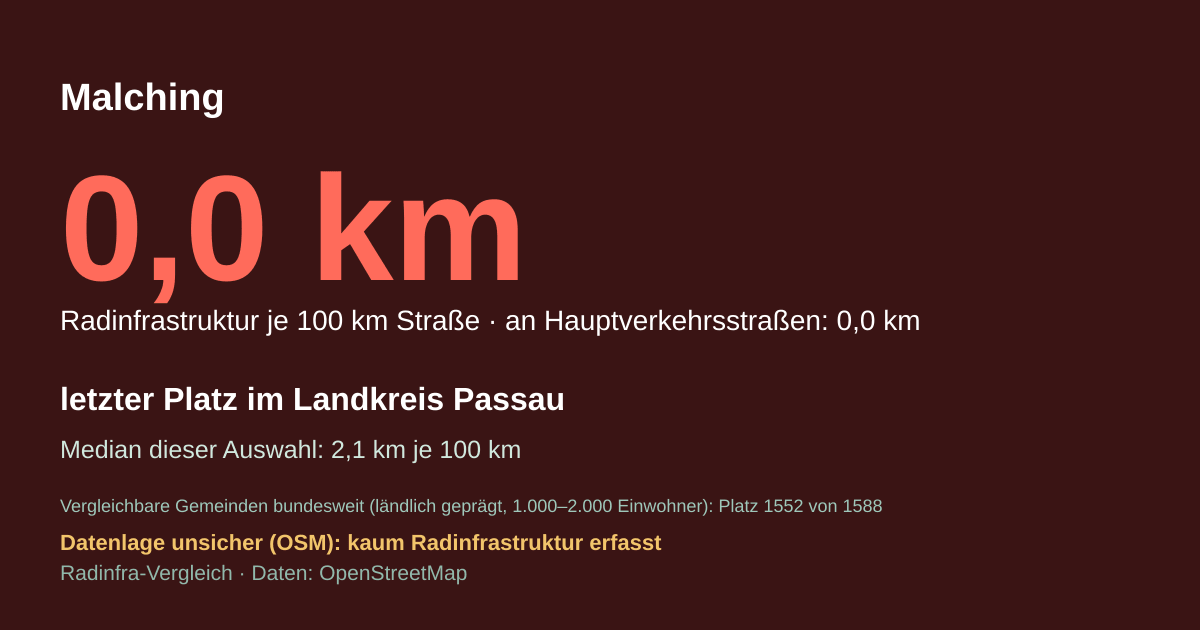 Malching
0,0 km
Radinfrastruktur je 100 km Straße · an Hauptverkehrsstraßen: 0,0 km
letzter Platz im Landkreis Passau
Median dieser Auswahl: 2,1 km je 100 km
Vergleichbare Gemeinden bundesweit (ländlich geprägt, 1.000–2.000 Einwohner): Platz 1552 von 1588
Datenlage unsicher (OSM): kaum Radinfrastruktur erfasst
Radinfra-Vergleich · Daten: OpenStreetMap